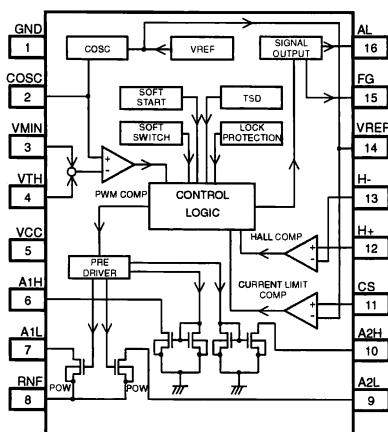 GND
1
COSC
2
VMIN
3
VTH
4
VCC
5
A1H
6
A1L
7
RNF
8
COSC
VREF
SIGNAL
OUTPUT
SOFT
START
TSD
SOFT
SWITCH
LOCK
PROTECTION
+
-
PWM COMP
CONTROL
LOGIC
HALL COMP
+
-
PRE
DRIVER
CURRENT LIMIT
COMP
+
-
POW
POW
AL
16
FG
15
VREF
14
H-
13
H+
12
CS
11
A2H
10
A2L
9